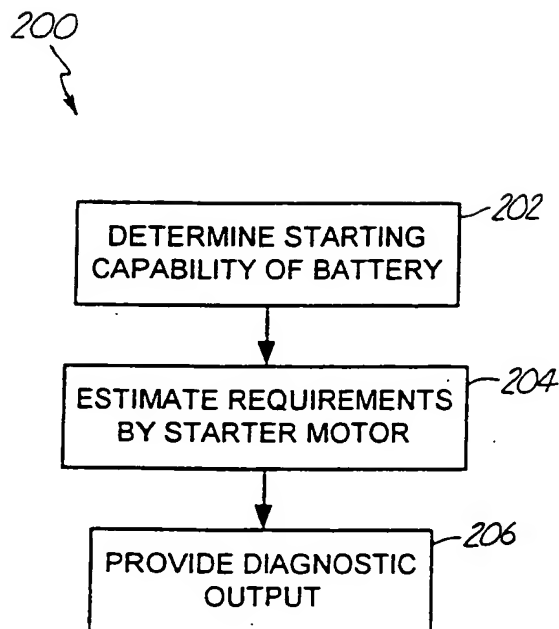 200
202
DETERMINE STARTING
CAPABILITY OF BATTERY
204
ESTIMATE REQUIREMENTS
BY STARTER MOTOR
206
PROVIDE DIAGNOSTIC
OUTPUT